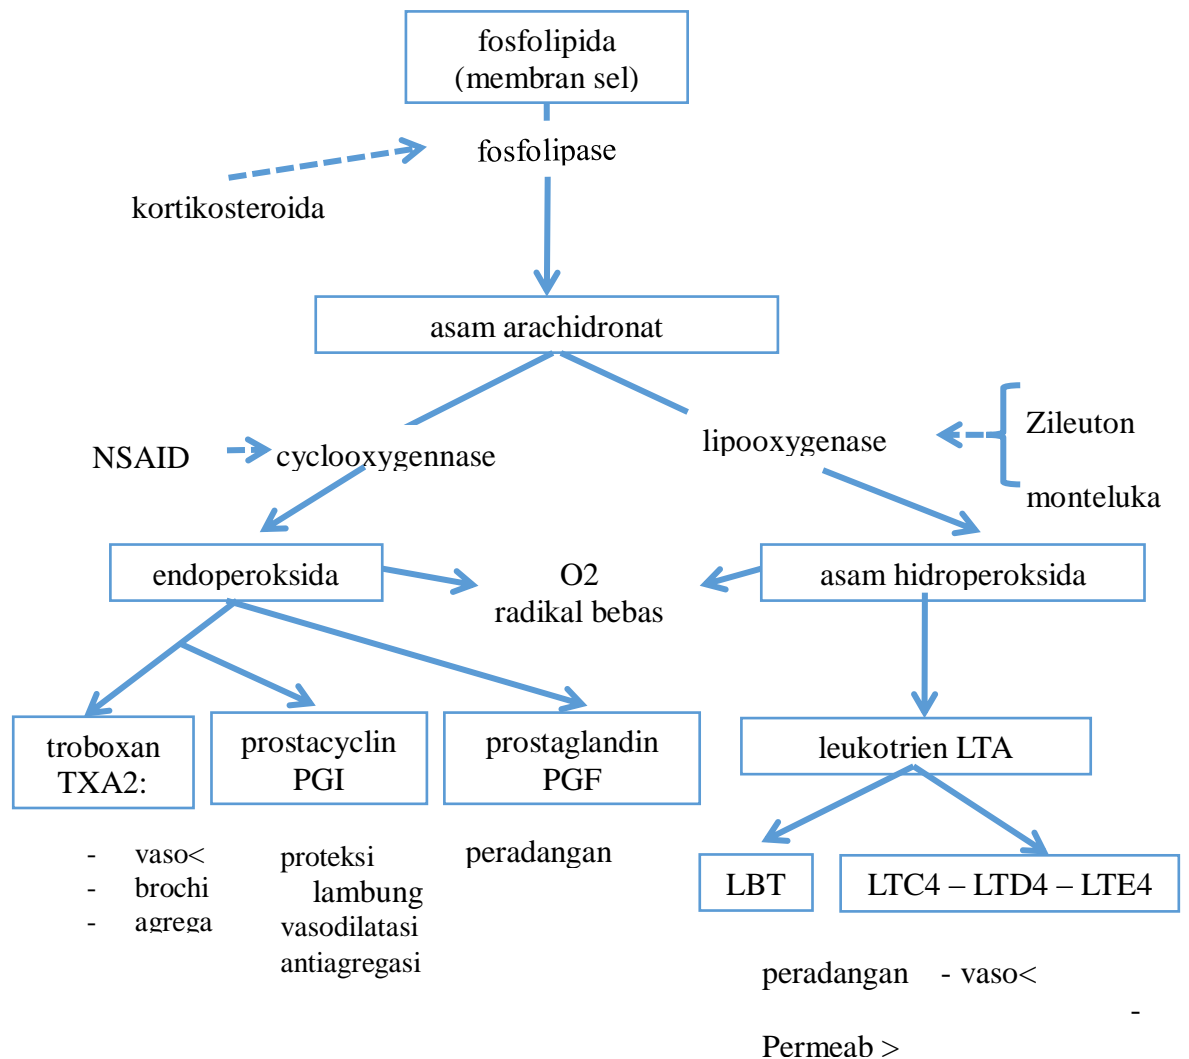 fosfolipida
(membran sel)
fosfolipase
kortikosteroida
asam arachidronat
NSAID
cyclooxygennase
lipooxygenase
Zileuton
monteluka
endoperoksida
O2
radikal bebas
asam hidroperoksida
troboxan
TXA2:
prostacyclin
PGI
prostaglandin
PGF
leukotrien LTA
- vaso<
- brochi
- agrega
proteksi
lambung
vasodilatasi
antiagregasi
peradangan
LBT
LTC4 – LTD4 – LTE4
peradangan - vaso<
-
Permeab >